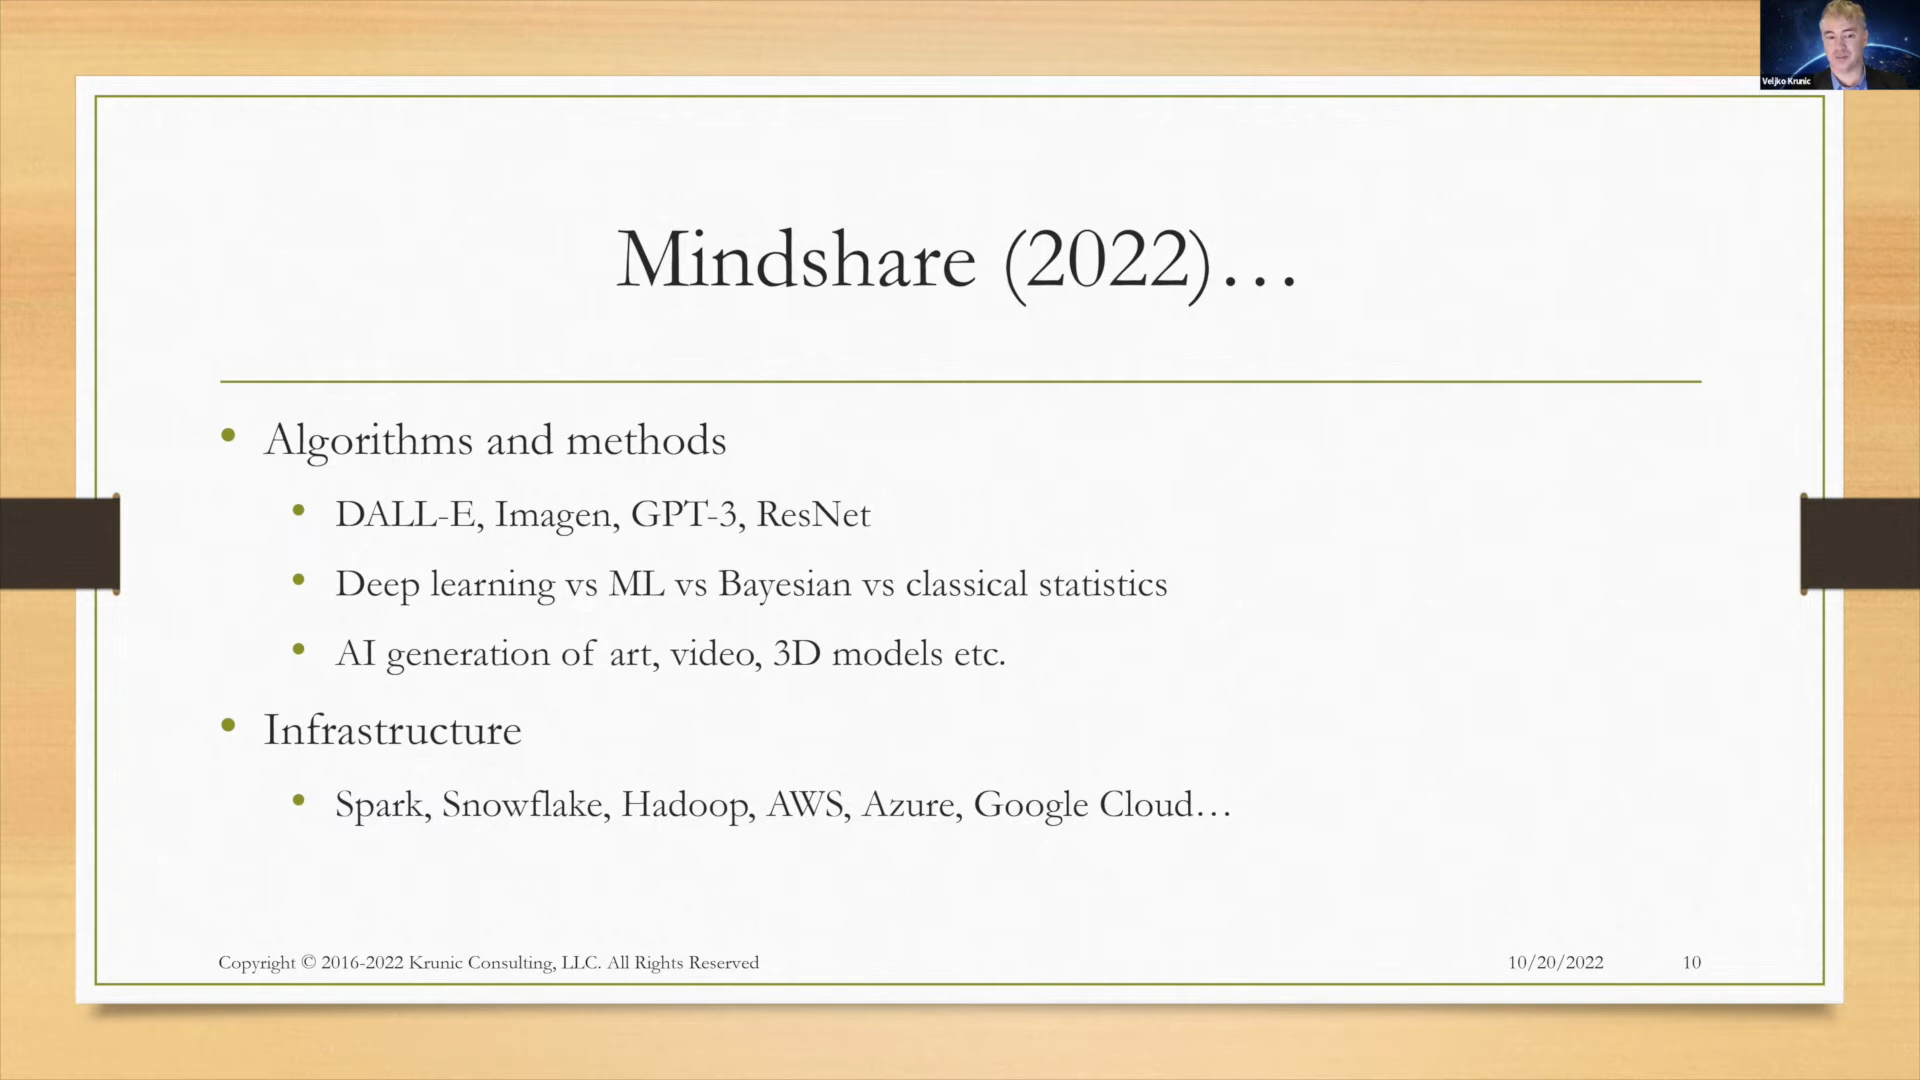 Veljko Krunic
Mindshare (2022)…
• Algorithms and methods
• DALL-E, Imagen, GPT-3, ResNet
• Deep learning vs ML vs Bayesian vs classical statistics
• AI generation of art, video, 3D models etc.
• Infrastructure
• Spark, Snowflake, Hadoop, AWS, Azure, Google Cloud…
Copyright © 2016-2022 Krunic Consulting, LLC. All Rights Reserved
10/20/2022
10